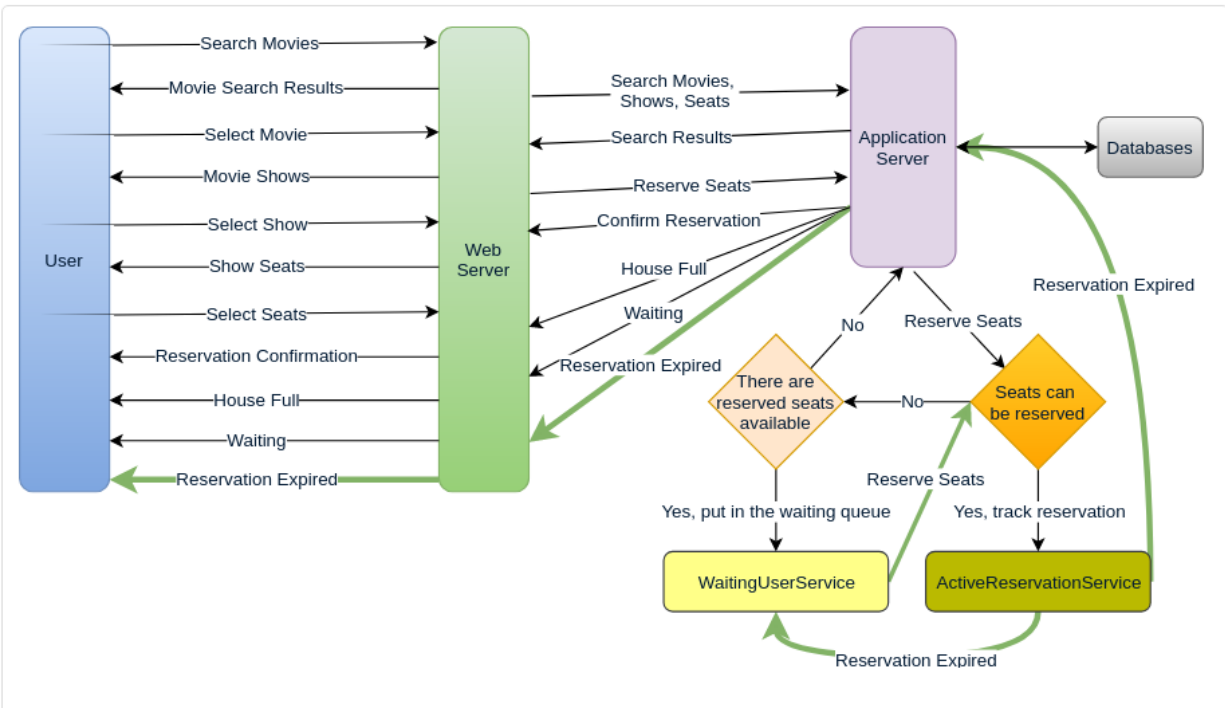 Search Movies
Movie Search Results
Select Movie
Movie Shows
Select Show
Show Seats
Select Seats
Reservation Confirmation
House Full
Waiting
Reservation Expired
User
Web
Server
Search Movies,
Shows, Seats
Search Results
Reserve Seats
Confirm Reservation
House Full
Waiting
Reservation Expired
Application
Server
Databases
Reservation Expired
No
Reserve Seats
There are
reserved seats
available
No
Seats can
be reserved
Reserve Seats
Yes, put in the waiting queue
Yes, track reservation
WaitingUserService
ActiveReservationService
Reservation Expired